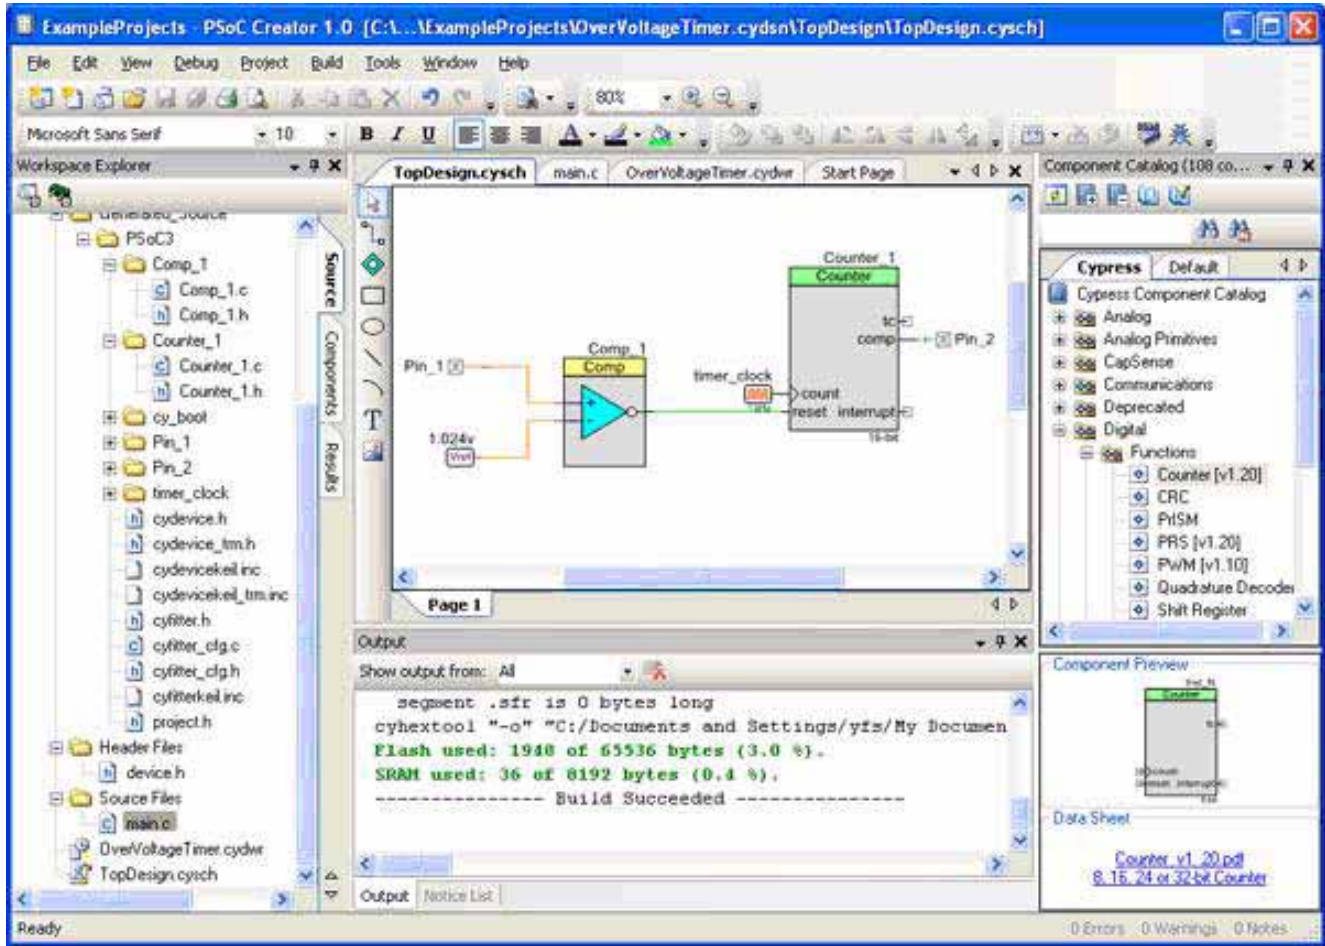 ExampleProjects - PSoC Creator 1.0 [C:\...\ExampleProjects\OverVoltageTimer.cydsn\TopDesign\TopDesign.cysch]
File Edit View Debug Project Build Tools Window Help
80%
Microsoft Sans Serif 10 B I U A
Workspace Explorer
Generated_Source
PSoC3
Comp_1
Comp_1.c
Comp_1.h
Counter_1
Counter_1.c
Counter_1.h
cy_boot
Pin_1
Pin_2
timer_clock
cydevice.h
cydevice_trm.h
cydevicekeil.inc
cydevicekeil_trm.inc
cyfitter.h
cyfitter_cfg.c
cyfitter_cfg.h
cyfitterkeil.inc
project.h
Header Files
device.h
Source Files
main.c
OverVoltageTimer.cydwr
TopDesign.cysch
Source
Components
Results
TopDesign.cysch main.c OverVoltageTimer.cydwr Start Page
T
Counter_1
Counter
tc
comp
Pin_2
Comp_1
Comp
Pin_1
timer_clock
count
reset interrupt
16-bit
1.024v
Vref
Page 1
Output
Show output from: All
segment .sfr is 0 bytes long
cyhextool "-o" "C:/Documents and Settings/yfs/My Documen
Flash used: 1940 of 65536 bytes (3.0 %).
SRAM used: 36 of 8192 bytes (0.4 %).
--------------- Build Succeeded ---------------
Output Notice List
Component Catalog (108 co...
Cypress Default
Cypress Component Catalog
Analog
Analog Primitives
CapSense
Communications
Deprecated
Digital
Functions
Counter [v1.20]
CRC
PrISM
PRS [v1.20]
PWM [v1.10]
Quadrature Decoder
Shift Register
Component Preview
Counter
Data Sheet
Counter_v1_20.pdf
8, 16, 24 or 32-bit Counter
Ready
0 Errors 0 Warnings 0 Notes